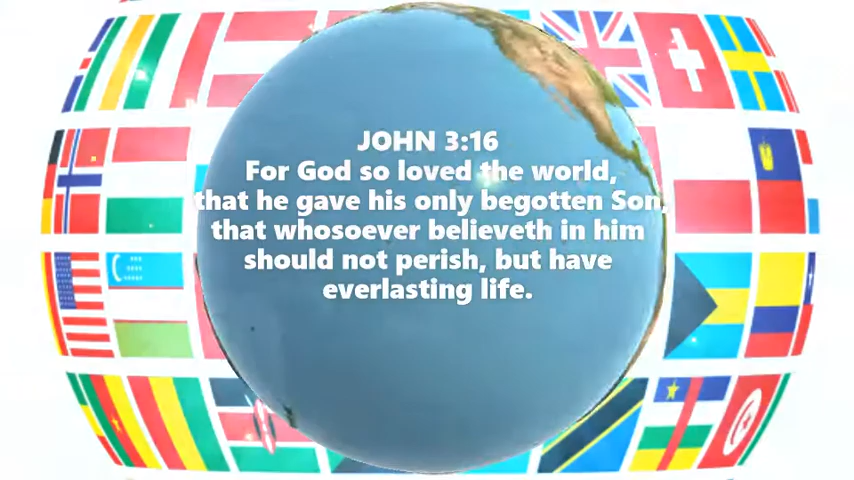 JOHN 3:16
For God so loved the world,
that he gave his only begotten Son,
that whosoever believeth in him
should not perish, but have
everlasting life.